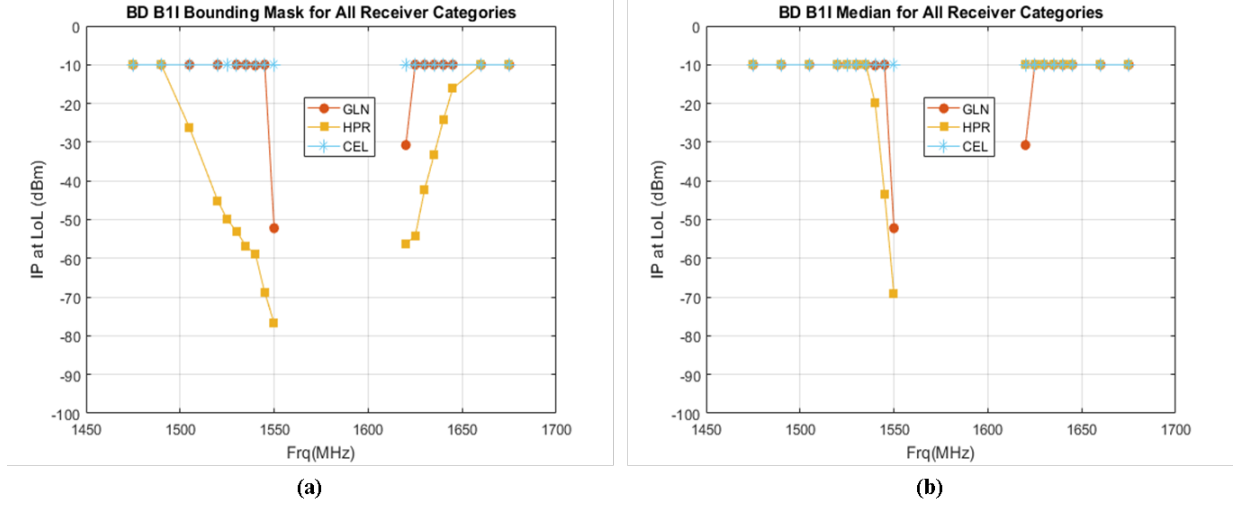 BD B1I Bounding Mask for All Receiver Categories
0
-10
-20
-30
-40
-50
-60
-70
-80
-90
-100
IP at LoL (dBm)
GLN
HPR
CEL
1450
1500
1550
1600
1650
1700
Frq(MHz)
(a)
BD B1I Median for All Receiver Categories
0
-10
-20
-30
-40
-50
-60
-70
-80
-90
-100
IP at LoL (dBm)
GLN
HPR
CEL
1450
1500
1550
1600
1650
1700
Frq(MHz)
(b)